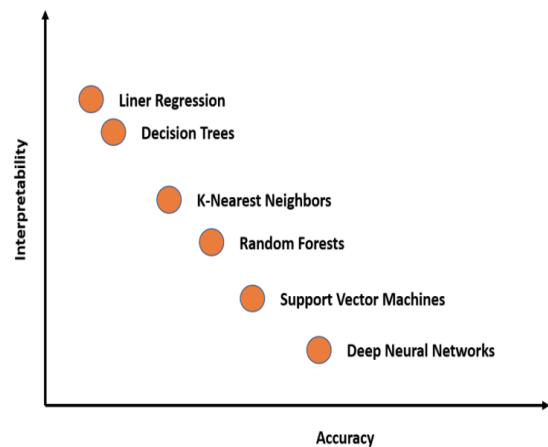 Liner Regression
Decision Trees
K-Nearest Neighbors
Random Forests
Support Vector Machines
Deep Neural Networks
Interpretability
Accuracy